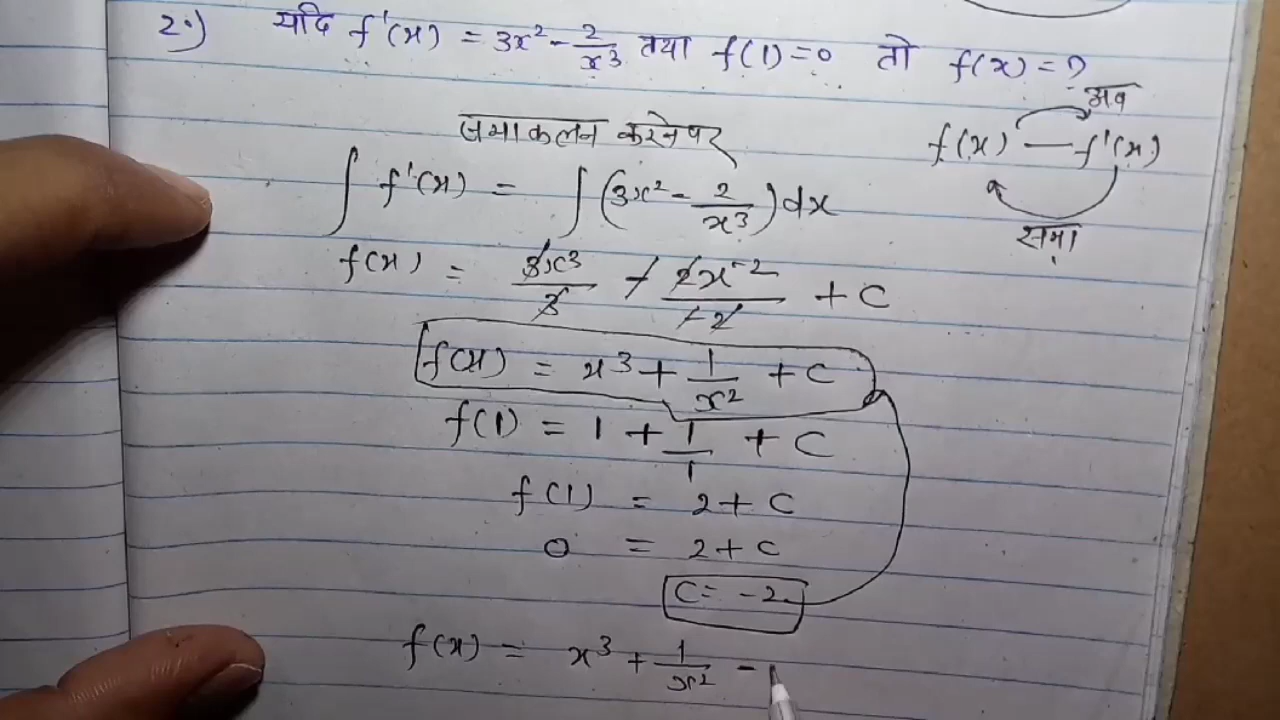 2.) यदि f'(x) = 3x² - 2/x³ तथा f(1) = 0 तो f(x) = ?
अव
f(x) — f'(x)
समा
समाकलन करने पर
∫ f'(x) = ∫ (3x² - 2/x³) dx
f(x) = 3x³/3 - 2x⁻²/-2 + C
f(x) = x³ + 1/x² + C
f(1) = 1 + 1/1 + C
f(1) = 2 + C
0 = 2 + C
C = -2
f(x) = x³ + 1/x² -